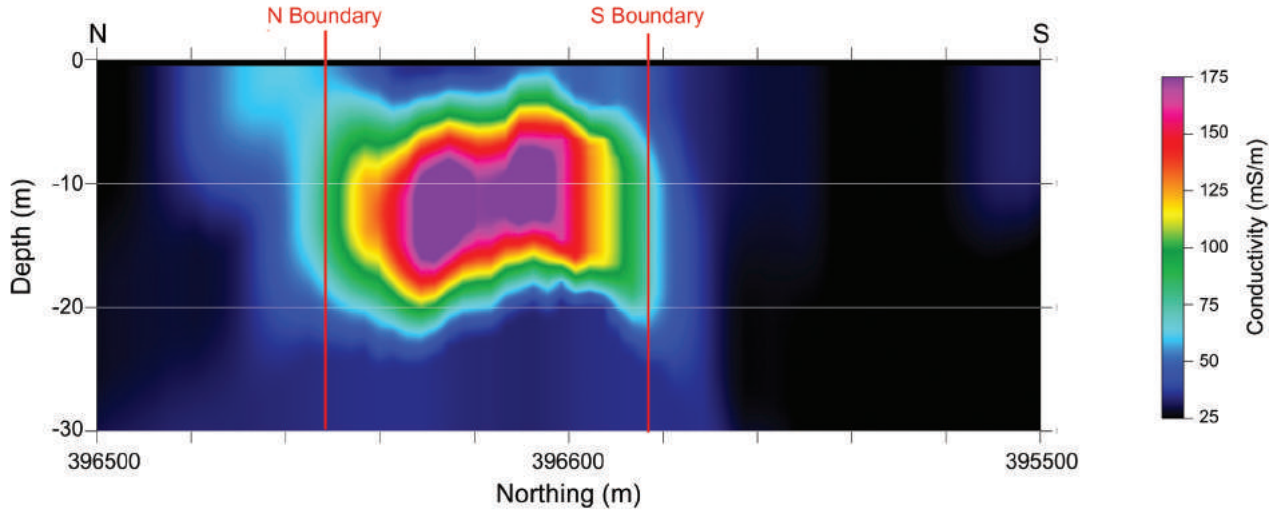 N Boundary
S Boundary
N
S
0
-10
-20
-30
Depth (m)
396500
396600
395500
Northing (m)
175
150
125
100
75
50
25
Conductivity (mS/m)